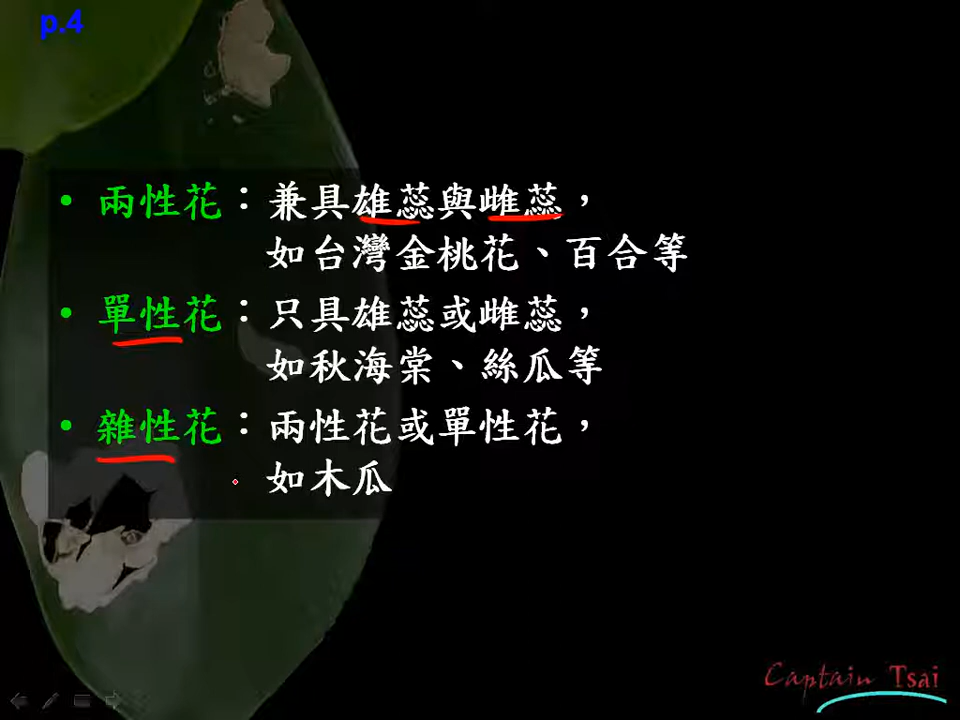 p.4
• 兩性花：兼具雄蕊與雌蕊，
如台灣金桃花、百合等
• 單性花：只具雄蕊或雌蕊，
如秋海棠、絲瓜等
• 雜性花：兩性花或單性花，
如木瓜
Captain Tsai